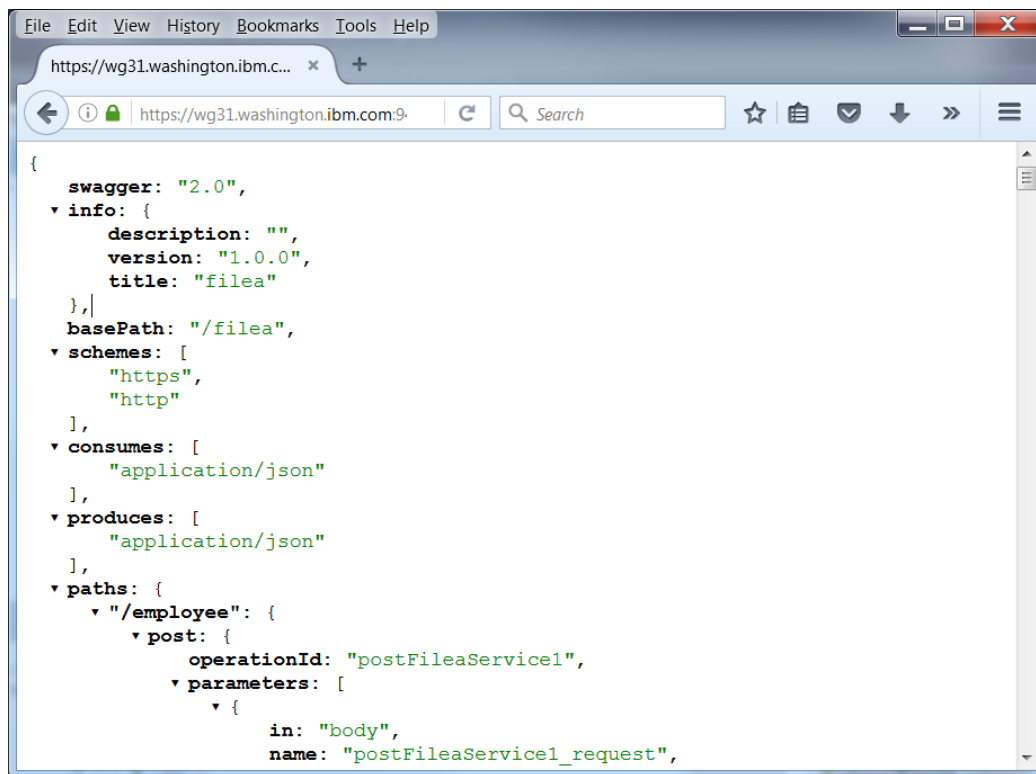 File Edit View History Bookmarks Tools Help
https://wg31.washington.ibm.c... × +
https://wg31.washington.ibm.com:9 Search
{
swagger: "2.0",
info: {
description: "",
version: "1.0.0",
title: "filea"
},
basePath: "/filea",
schemes: [
"https",
"http"
],
consumes: [
"application/json"
],
produces: [
"application/json"
],
paths: {
"/employee": {
post: {
operationId: "postFileaService1",
parameters: [
{
in: "body",
name: "postFileaService1_request",